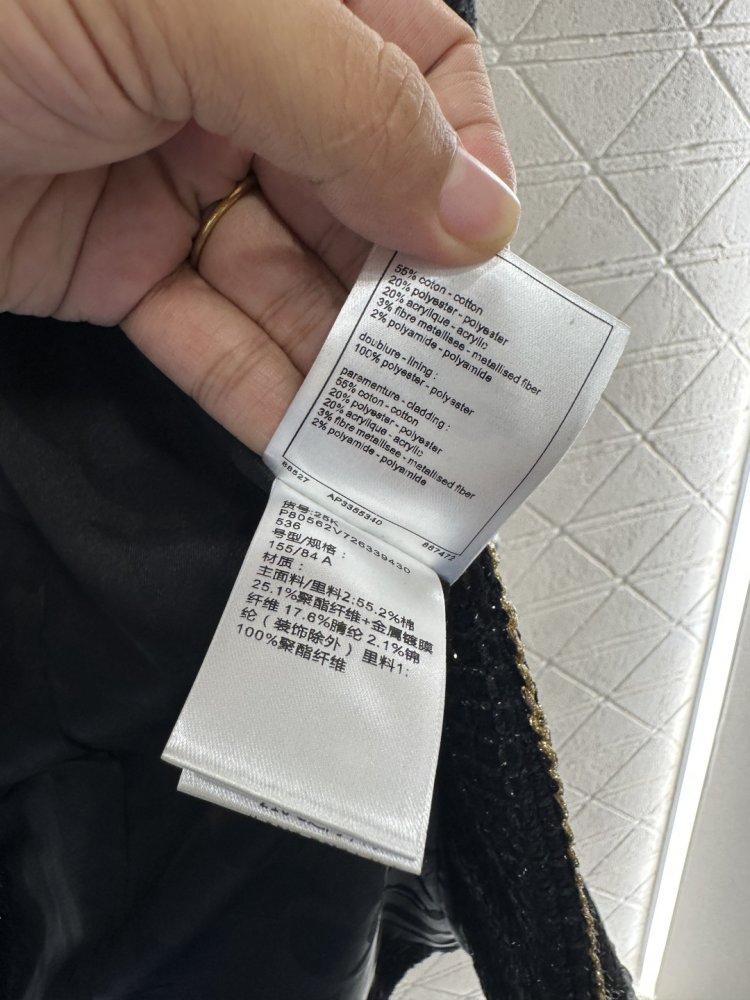 55% coton - cotton
20% polyester - polyester
20% acrylique - acrylic
3% fibre metallisee - metallised fiber
2% polyamide - polyamide
doublure - lining :
100% polyester - polyester
parementure - cladding :
55% coton - cotton
20% polyester - polyester
20% acrylique - acrylic
3% fibre metallisee - metallised fiber
2% polyamide - polyamide
68527 AP3355340 887472
货号:25K
P80562V726339430
536
号型/规格：
155/84 A
材质：
主面料/里料2:55.2%棉
25.1%聚酯纤维+金属镀膜
纤维 17.6%腈纶 2.1%锦
纶（装饰除外）里料1:
100%聚酯纤维